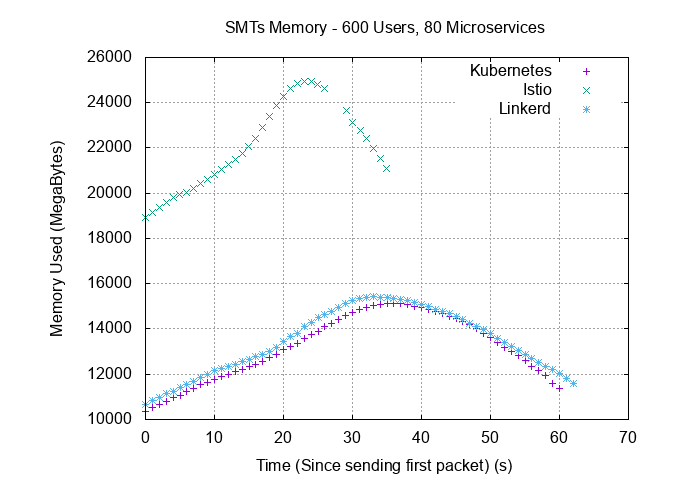 SMTs Memory - 600 Users, 80 Microservices
26000
24000
22000
20000
18000
16000
14000
12000
10000
Memory Used (MegaBytes)
Kubernetes
Istio
Linkerd
0 10 20 30 40 50 60 70
Time (Since sending first packet) (s)